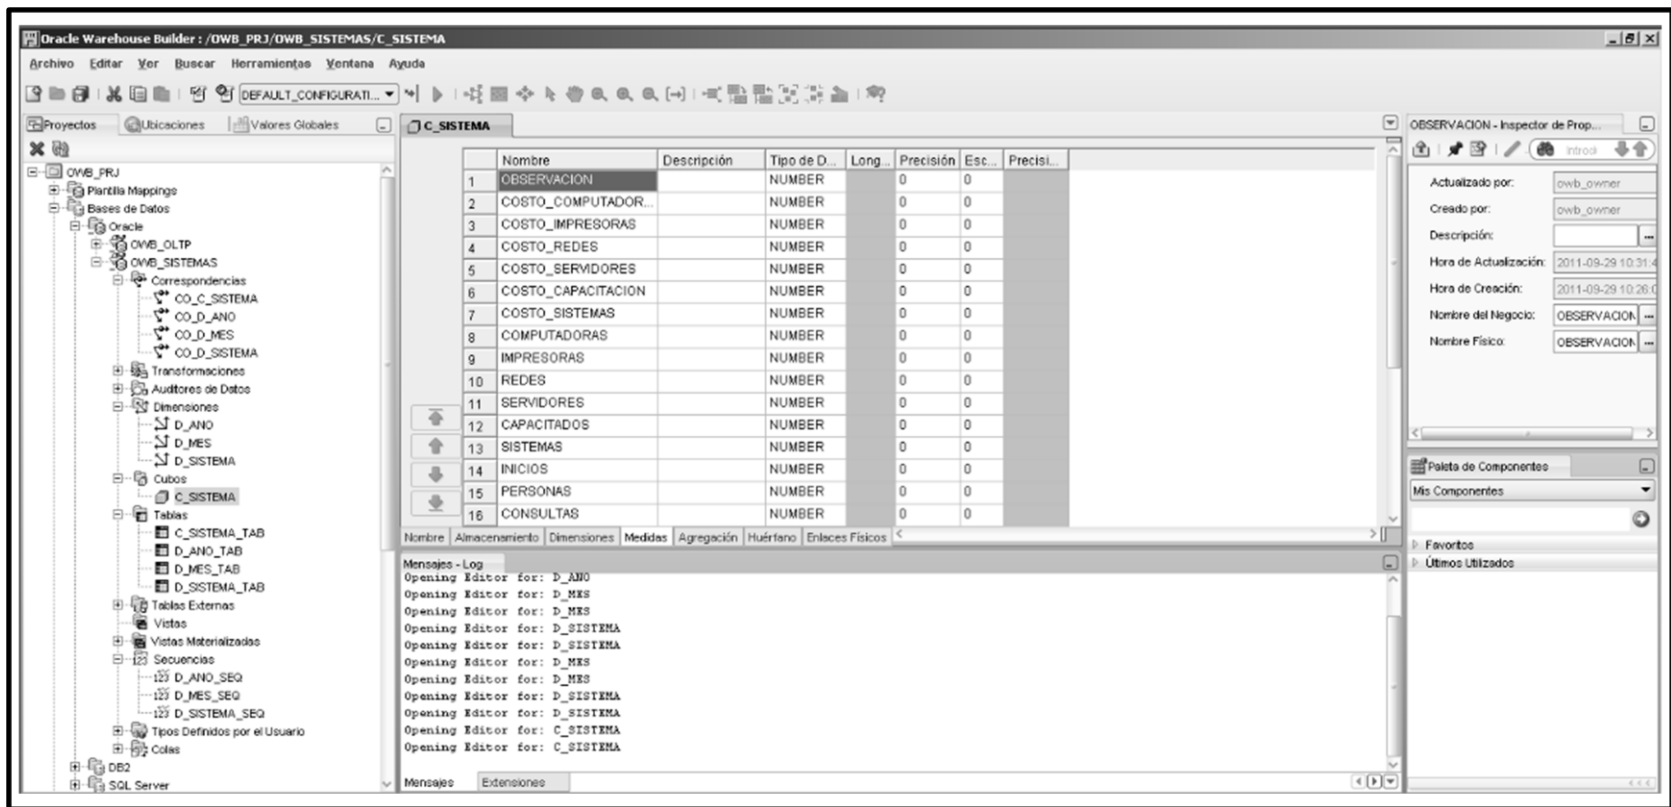 Oracle Warehouse Builder : /OWB_PRJ/OWB_SISTEMAS/C_SISTEMA
Archivo Editar Ver Buscar Herramientas Ventana Ayuda
DEFAULT_CONFIGURATI...
Proyectos Ubicaciones Valores Globales
OWB_PRJ
Plantilla Mappings
Bases de Datos
Oracle
OWB_OLTP
OWB_SISTEMAS
Correspondencias
CO_C_SISTEMA
CO_D_ANO
CO_D_MES
CO_D_SISTEMA
Transformaciones
Auditores de Datos
Dimensiones
D_ANO
D_MES
D_SISTEMA
Cubos
C_SISTEMA
Tablas
C_SISTEMA_TAB
D_ANO_TAB
D_MES_TAB
D_SISTEMA_TAB
Tablas Externas
Vistas
Vistas Materializadas
Secuencias
D_ANO_SEQ
D_MES_SEQ
D_SISTEMA_SEQ
Tipos Definidos por el Usuario
Colas
DB2
SQL Server
C_SISTEMA
Nombre Descripción Tipo de D... Long... Precisión Esc... Precisi...
1 OBSERVACION NUMBER 0 0
2 COSTO_COMPUTADOR... NUMBER 0 0
3 COSTO_IMPRESORAS NUMBER 0 0
4 COSTO_REDES NUMBER 0 0
5 COSTO_SERVIDORES NUMBER 0 0
6 COSTO_CAPACITACION NUMBER 0 0
7 COSTO_SISTEMAS NUMBER 0 0
8 COMPUTADORAS NUMBER 0 0
9 IMPRESORAS NUMBER 0 0
10 REDES NUMBER 0 0
11 SERVIDORES NUMBER 0 0
12 CAPACITADOS NUMBER 0 0
13 SISTEMAS NUMBER 0 0
14 INICIOS NUMBER 0 0
15 PERSONAS NUMBER 0 0
16 CONSULTAS NUMBER 0 0
Nombre Almacenamiento Dimensiones Medidas Agregación Huérfano Enlaces Físicos
Mensajes - Log
Opening Editor for: D_ANO
Opening Editor for: D_MES
Opening Editor for: D_MES
Opening Editor for: D_SISTEMA
Opening Editor for: D_SISTEMA
Opening Editor for: D_MES
Opening Editor for: D_MES
Opening Editor for: D_SISTEMA
Opening Editor for: D_SISTEMA
Opening Editor for: C_SISTEMA
Opening Editor for: C_SISTEMA
Mensajes Extensiones
OBSERVACION - Inspector de Prop...
Introdi
Actualizado por: owb_owner
Creado por: owb_owner
Descripción: ...
Hora de Actualización: 2011-09-29 10:31:4
Hora de Creación: 2011-09-29 10:26:0
Nombre del Negocio: OBSERVACION ...
Nombre Físico: OBSERVACION ...
Paleta de Componentes
Mis Componentes
Favoritos
Últimos Utilizados